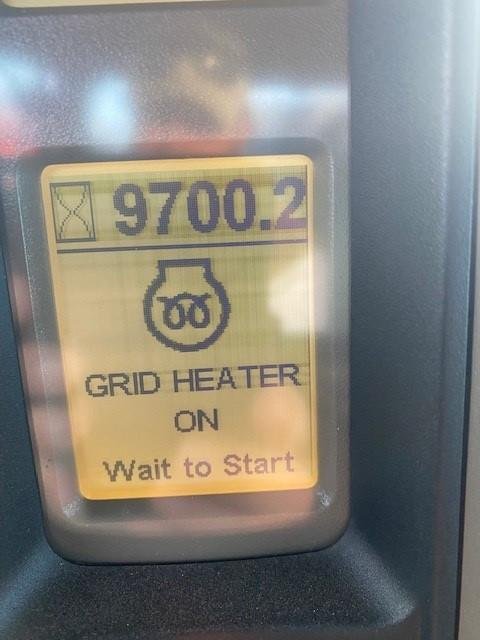 9700.2
GRID HEATER
ON
Wait to Start